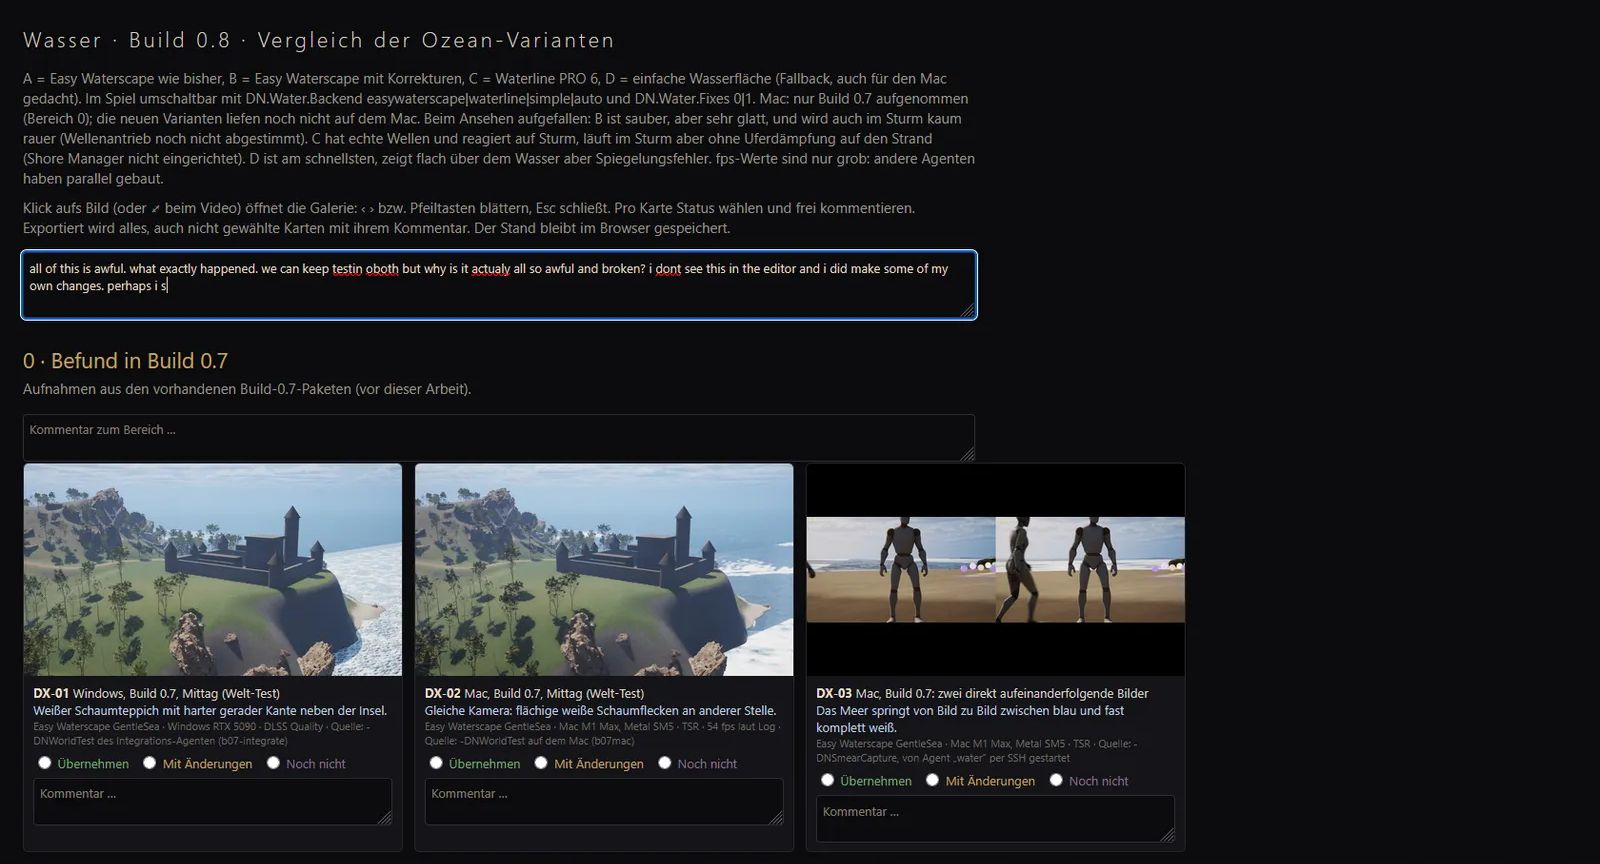 Wasser · Build 0.8 · Vergleich der Ozean-Varianten
A = Easy Waterscape wie bisher, B = Easy Waterscape mit Korrekturen, C = Waterline PRO 6, D = einfache Wasserfläche (Fallback, auch für den Mac
gedacht). Im Spiel umschaltbar mit DN.Water.Backend easywaterscape|waterline|simple|auto und DN.Water.Fixes 0|1. Mac: nur Build 0.7 aufgenommen
(Bereich 0); die neuen Varianten liefen noch nicht auf dem Mac. Beim Ansehen aufgefallen: B ist sauber, aber sehr glatt, und wird auch im Sturm kaum
rauer (Wellenantrieb noch nicht abgestimmt). C hat echte Wellen und reagiert auf Sturm, läuft im Sturm aber ohne Uferdämpfung auf den Strand
(Shore Manager nicht eingerichtet). D ist am schnellsten, zeigt flach über dem Wasser aber Spiegelungsfehler. fps-Werte sind nur grob: andere Agenten
haben parallel gebaut.
Klick aufs Bild (oder ⤢ beim Video) öffnet die Galerie: ‹ › bzw. Pfeiltasten blättern, Esc schließt. Pro Karte Status wählen und frei kommentieren.
Exportiert wird alles, auch nicht gewählte Karten mit ihrem Kommentar. Der Stand bleibt im Browser gespeichert.
all of this is awful. what exactly happened. we can keep testin oboth but why is it actualy all so awful and broken? i dont see this in the editor and i did make some of my
own changes. perhaps i s
0 · Befund in Build 0.7
Aufnahmen aus den vorhandenen Build-0.7-Paketen (vor dieser Arbeit).
Kommentar zum Bereich ...
DX-01 Windows, Build 0.7, Mittag (Welt-Test)
Weißer Schaumteppich mit harter gerader Kante neben der Insel.
Easy Waterscape GentleSea · Windows RTX 5090 · DLSS Quality · Quelle: -
DNWorldTest des Integrations-Agenten (b07-integrate)
Übernehmen Mit Änderungen Noch nicht
Kommentar ...
DX-02 Mac, Build 0.7, Mittag (Welt-Test)
Gleiche Kamera: flächige weiße Schaumflecken an anderer Stelle.
Easy Waterscape GentleSea · Mac M1 Max, Metal SM5 · TSR · 54 fps laut Log ·
Quelle: -DNWorldTest auf dem Mac (b07mac)
Übernehmen Mit Änderungen Noch nicht
Kommentar ...
DX-03 Mac, Build 0.7: zwei direkt aufeinanderfolgende Bilder
Das Meer springt von Bild zu Bild zwischen blau und fast
komplett weiß.
Easy Waterscape GentleSea · Mac M1 Max, Metal SM5 · TSR · Quelle: -
DNSmearCapture, von Agent „water" per SSH gestartet
Übernehmen Mit Änderungen Noch nicht
Kommentar ...